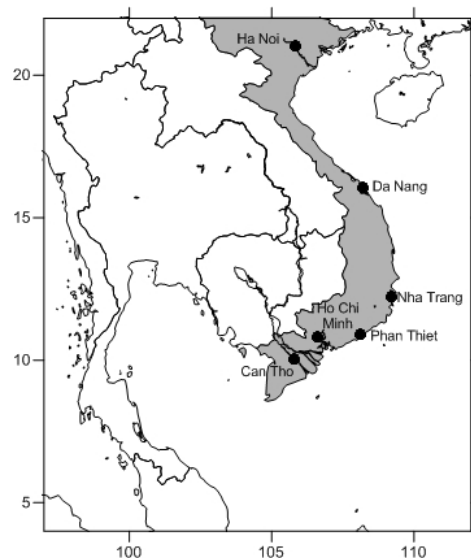 20
Ha Noi
Da Nang
15
Nha Trang
Ho Chi
Minh
Phan Thiet
10
Can Tho
5
100
105
110